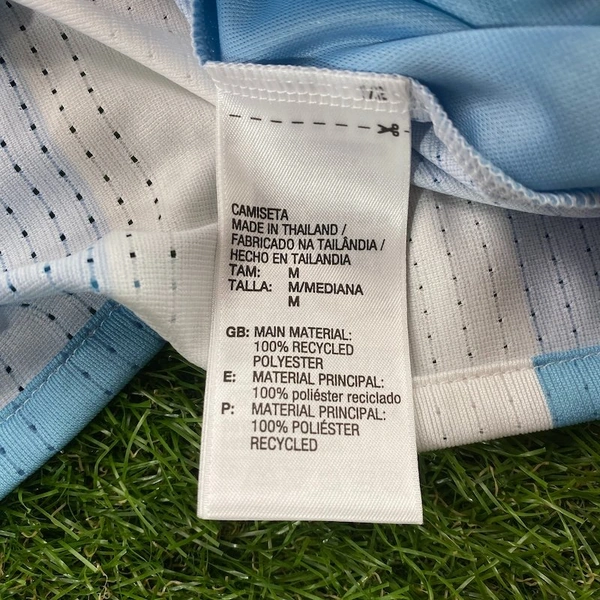 CAMISETA
MADE IN THAILAND /
FABRICADO NA TAILÂNDIA /
HECHO EN TAILANDIA
TAM: M
TALLA: M/MEDIANA
M
GB: MAIN MATERIAL:
100% RECYCLED
POLYESTER
E: MATERIAL PRINCIPAL:
100% poliéster reciclado
P: MATERIAL PRINCIPAL:
100% POLIÉSTER
RECYCLED